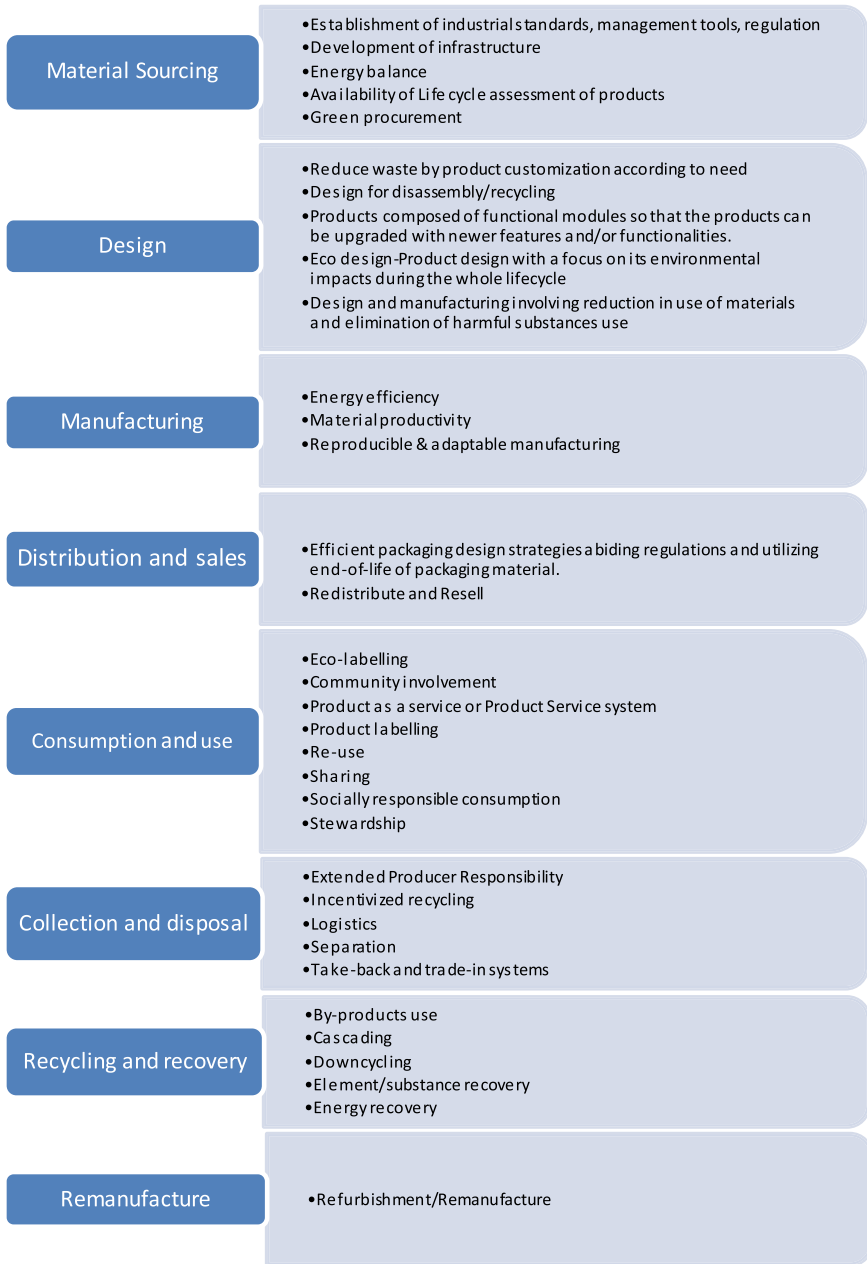 Material Sourcing
•Establishment of industrial standards, management tools, regulation
•Development of infrastructure
•Energy balance
•Availability of Life cycle assessment of products
•Green procurement
Design
•Reduce waste by product customization according to need
•Design for disassembly/recycling
•Products composed of functional modules so that the products can
be upgraded with newer features and/or functionalities.
•Eco design-Product design with a focus on its environmental
impacts during the whole lifecycle
•Design and manufacturing involving reduction in use of materials
and elimination of harmful substances use
Manufacturing
•Energy efficiency
•Material productivity
•Reproducible & adaptable manufacturing
Distribution and sales
•Efficient packaging design strategies abiding regulations and utilizing
end-of-life of packaging material.
•Redistribute and Resell
Consumption and use
•Eco-labelling
•Community involvement
•Product as a service or Product Service system
•Product labelling
•Re-use
•Sharing
•Socially responsible consumption
•Stewardship
Collection and disposal
•Extended Producer Responsibility
•Incentivized recycling
•Logistics
•Separation
•Take-back and trade-in systems
Recycling and recovery
•By-products use
•Cascading
•Downcycling
•Element/substance recovery
•Energy recovery
Remanufacture
•Refurbishment/Remanufacture